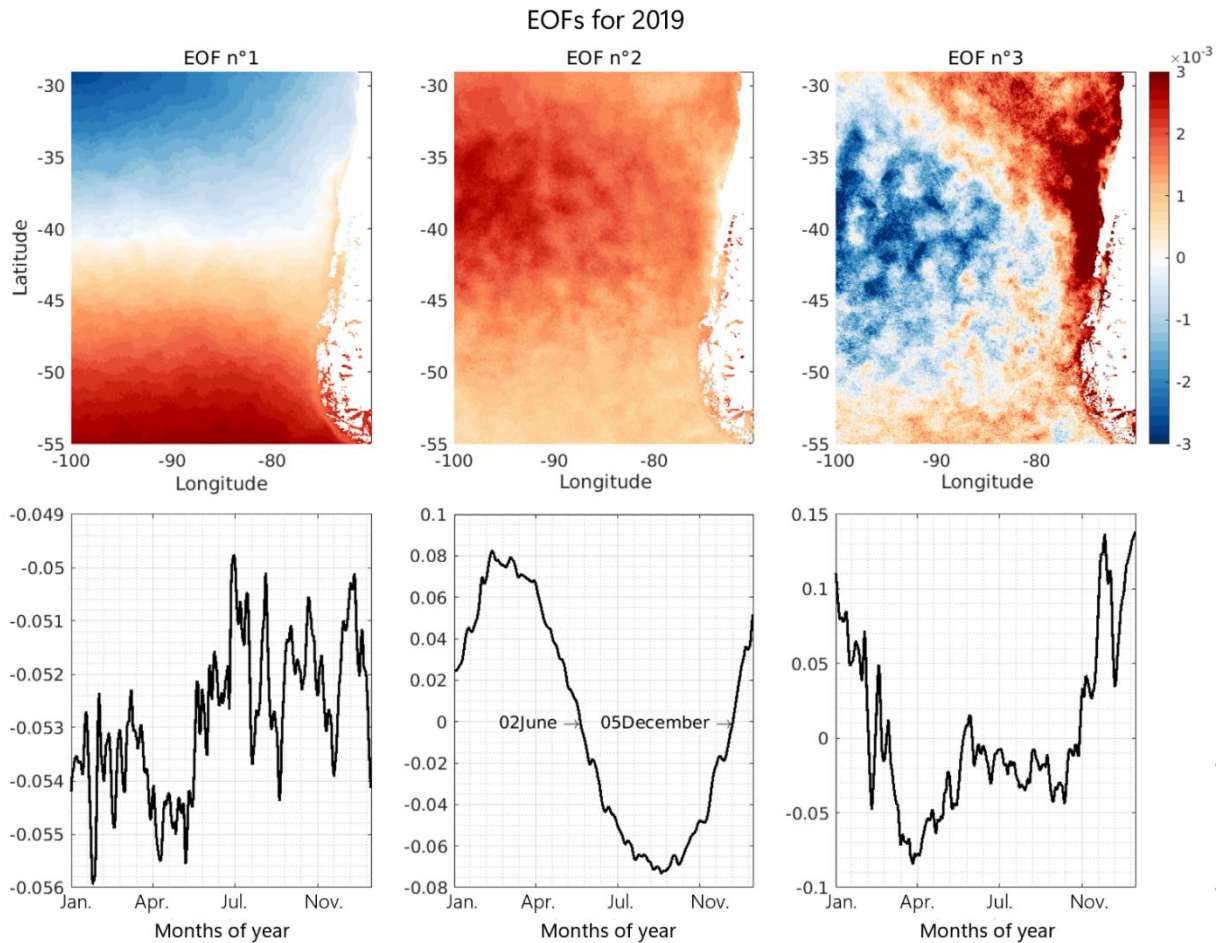 EOFs for 2019
EOF n°1
EOF n°2
EOF n°3
×10⁻³
-30
-35
-40
-45
-50
-55
Latitude
-100
-90
-80
Longitude
-30
-35
-40
-45
-50
-55
-100
-90
-80
Longitude
-30
-35
-40
-45
-50
-55
-100
-90
-80
Longitude
3
2
1
0
-1
-2
-3
-0.049
-0.05
-0.051
-0.052
-0.053
-0.054
-0.055
-0.056
Jan.
Apr.
Jul.
Nov.
Months of year
0.1
0.08
0.06
0.04
0.02
0
-0.02
-0.04
-0.06
-0.08
02June
05December
Jan.
Apr.
Jul.
Nov.
Months of year
0.15
0.1
0.05
0
-0.05
-0.1
Jan.
Apr.
Jul.
Nov.
Months of year